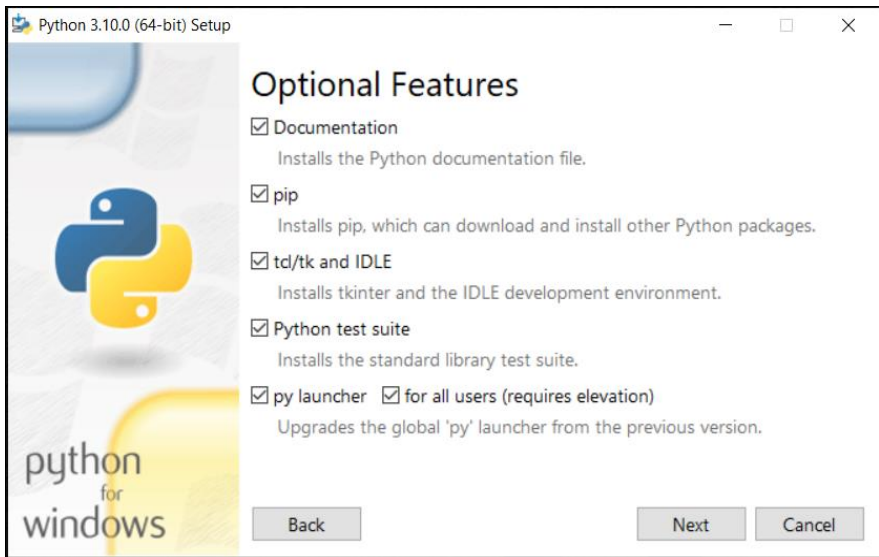 Python 3.10.0 (64-bit) Setup
Optional Features
Documentation
Installs the Python documentation file.
pip
Installs pip, which can download and install other Python packages.
tcl/tk and IDLE
Installs tkinter and the IDLE development environment.
Python test suite
Installs the standard library test suite.
py launcher for all users (requires elevation)
Upgrades the global 'py' launcher from the previous version.
python
for
windows
Back Next Cancel